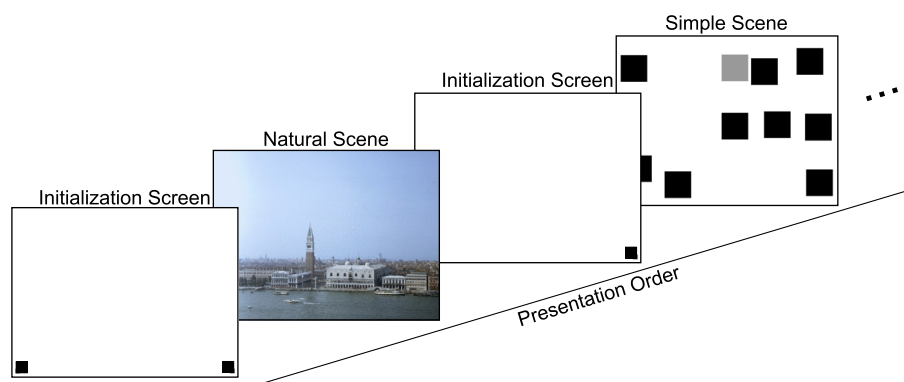 Simple Scene
Initialization Screen
Natural Scene
Initialization Screen
Presentation Order